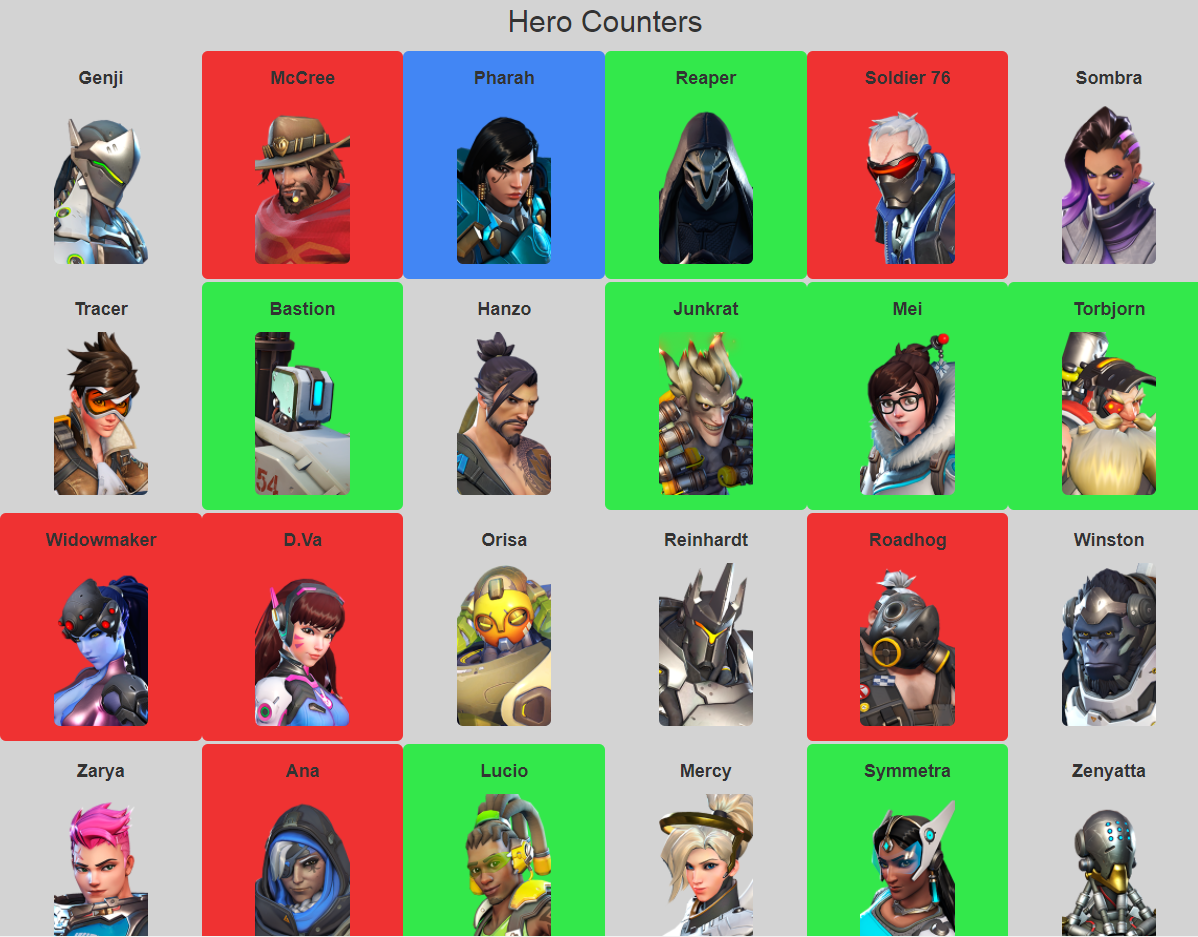 Hero Counters
Genji McCree Pharah Reaper Soldier 76 Sombra
Tracer Bastion Hanzo Junkrat Mei Torbjorn
54
Widowmaker D.Va Orisa Reinhardt Roadhog Winston
Zarya Ana Lucio Mercy Symmetra Zenyatta